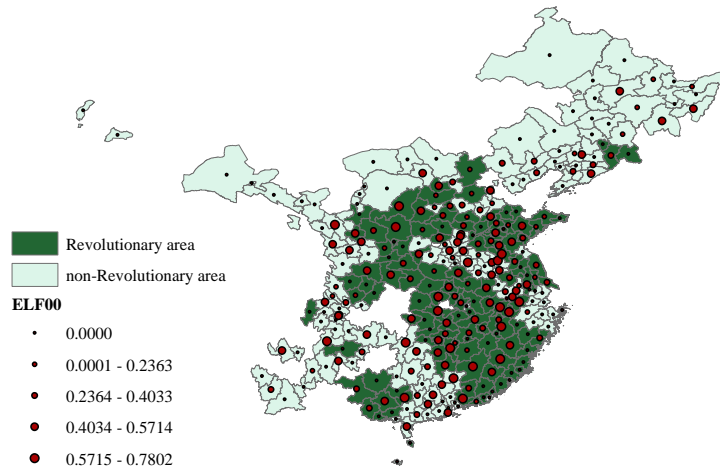 Revolutionary area
non-Revolutionary area
ELF00
0.0000
0.0001 - 0.2363
0.2364 - 0.4033
0.4034 - 0.5714
0.5715 - 0.7802